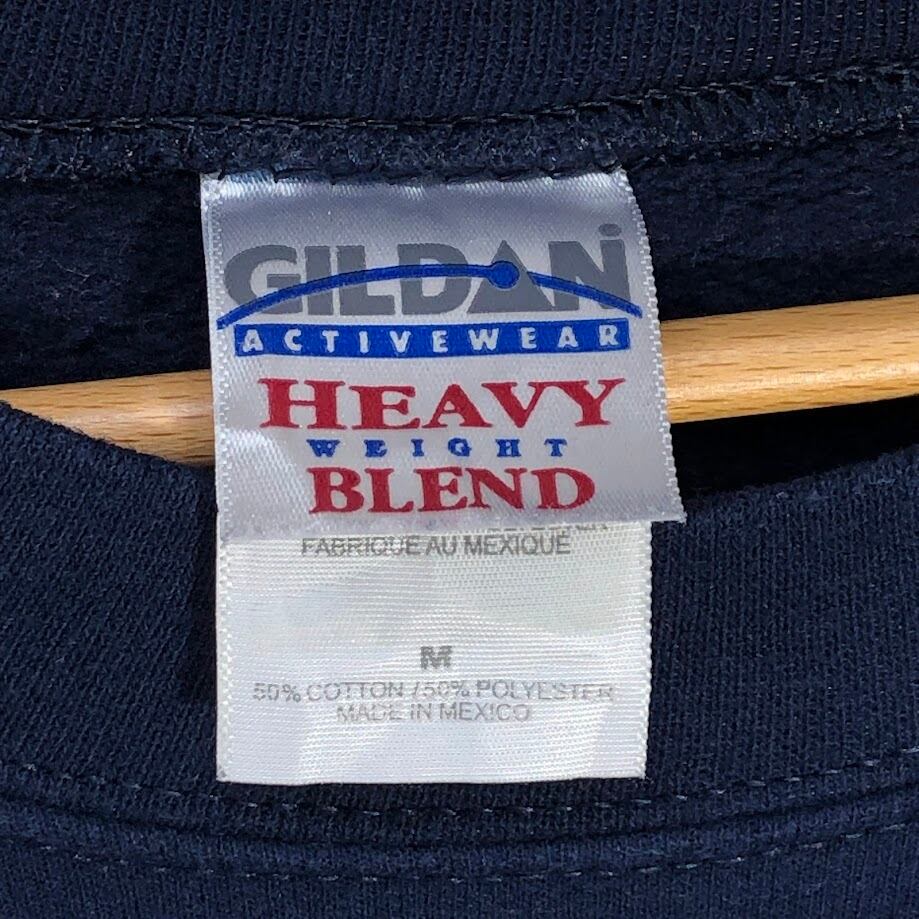 GILDAN
ACTIVEWEAR
HEAVY
WEIGHT
BLEND
FABRIQUE AU MEXIQUE
M
50% COTTON / 50% POLYESTER
MADE IN MEXICO